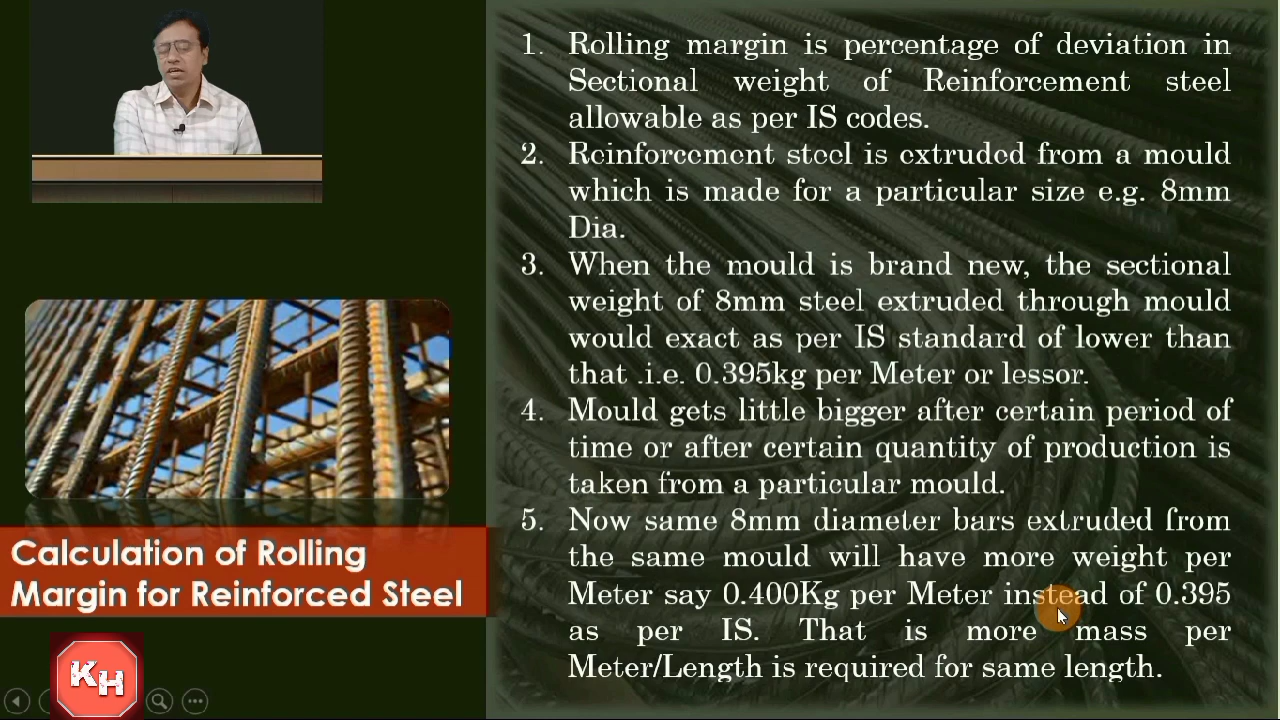 1. Rolling margin is percentage of deviation in
Sectional weight of Reinforcement steel
allowable as per IS codes.
2. Reinforcement steel is extruded from a mould
which is made for a particular size e.g. 8mm
Dia.
3. When the mould is brand new, the sectional
weight of 8mm steel extruded through mould
would exact as per IS standard of lower than
that .i.e. 0.395kg per Meter or lessor.
4. Mould gets little bigger after certain period of
time or after certain quantity of production is
taken from a particular mould.
5. Now same 8mm diameter bars extruded from
the same mould will have more weight per
Meter say 0.400Kg per Meter instead of 0.395
as per IS. That is more mass per
Meter/Length is required for same length.
Calculation of Rolling
Margin for Reinforced Steel
KH